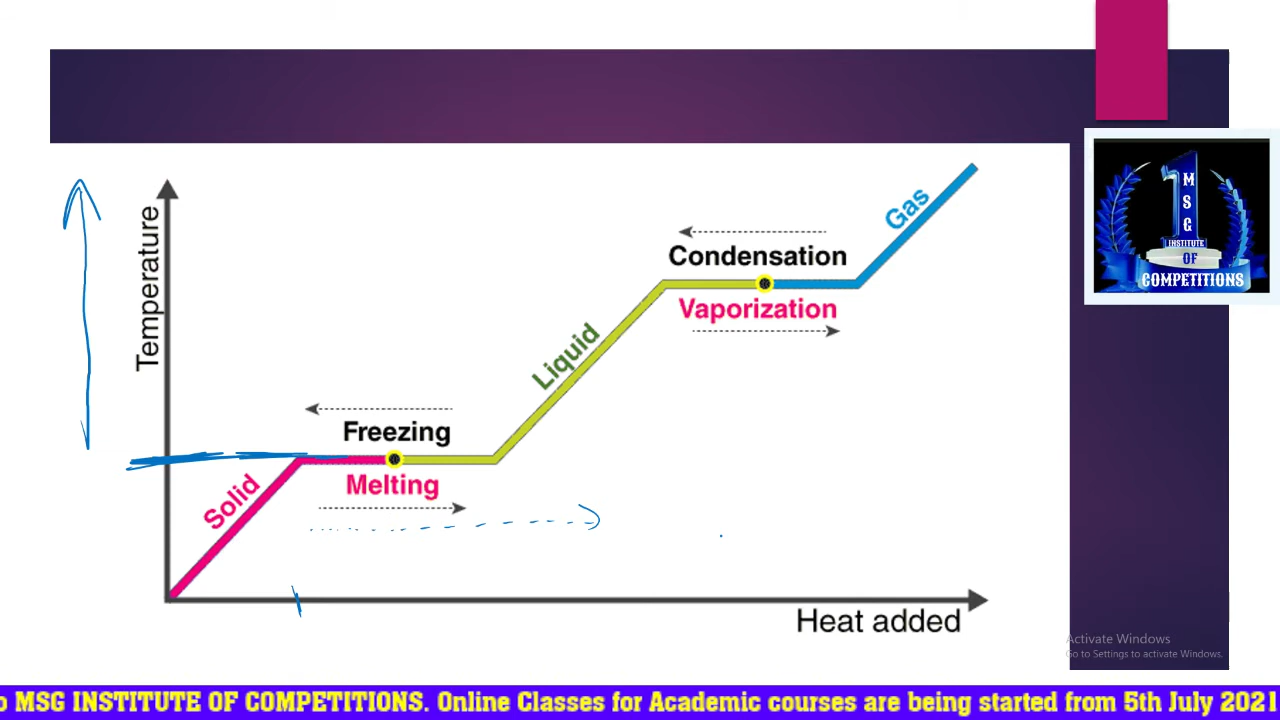 Temperature
Solid
Freezing
Melting
Liquid
Condensation
Vaporization
Gas
Heat added
1
M
S
G
INSTITUTE
OF
COMPETITIONS
Activate Windows
Go to Settings to activate Windows.
o MSG INSTITUTE OF COMPETITIONS. Online Classes for Academic courses are being started from 5th July 2021